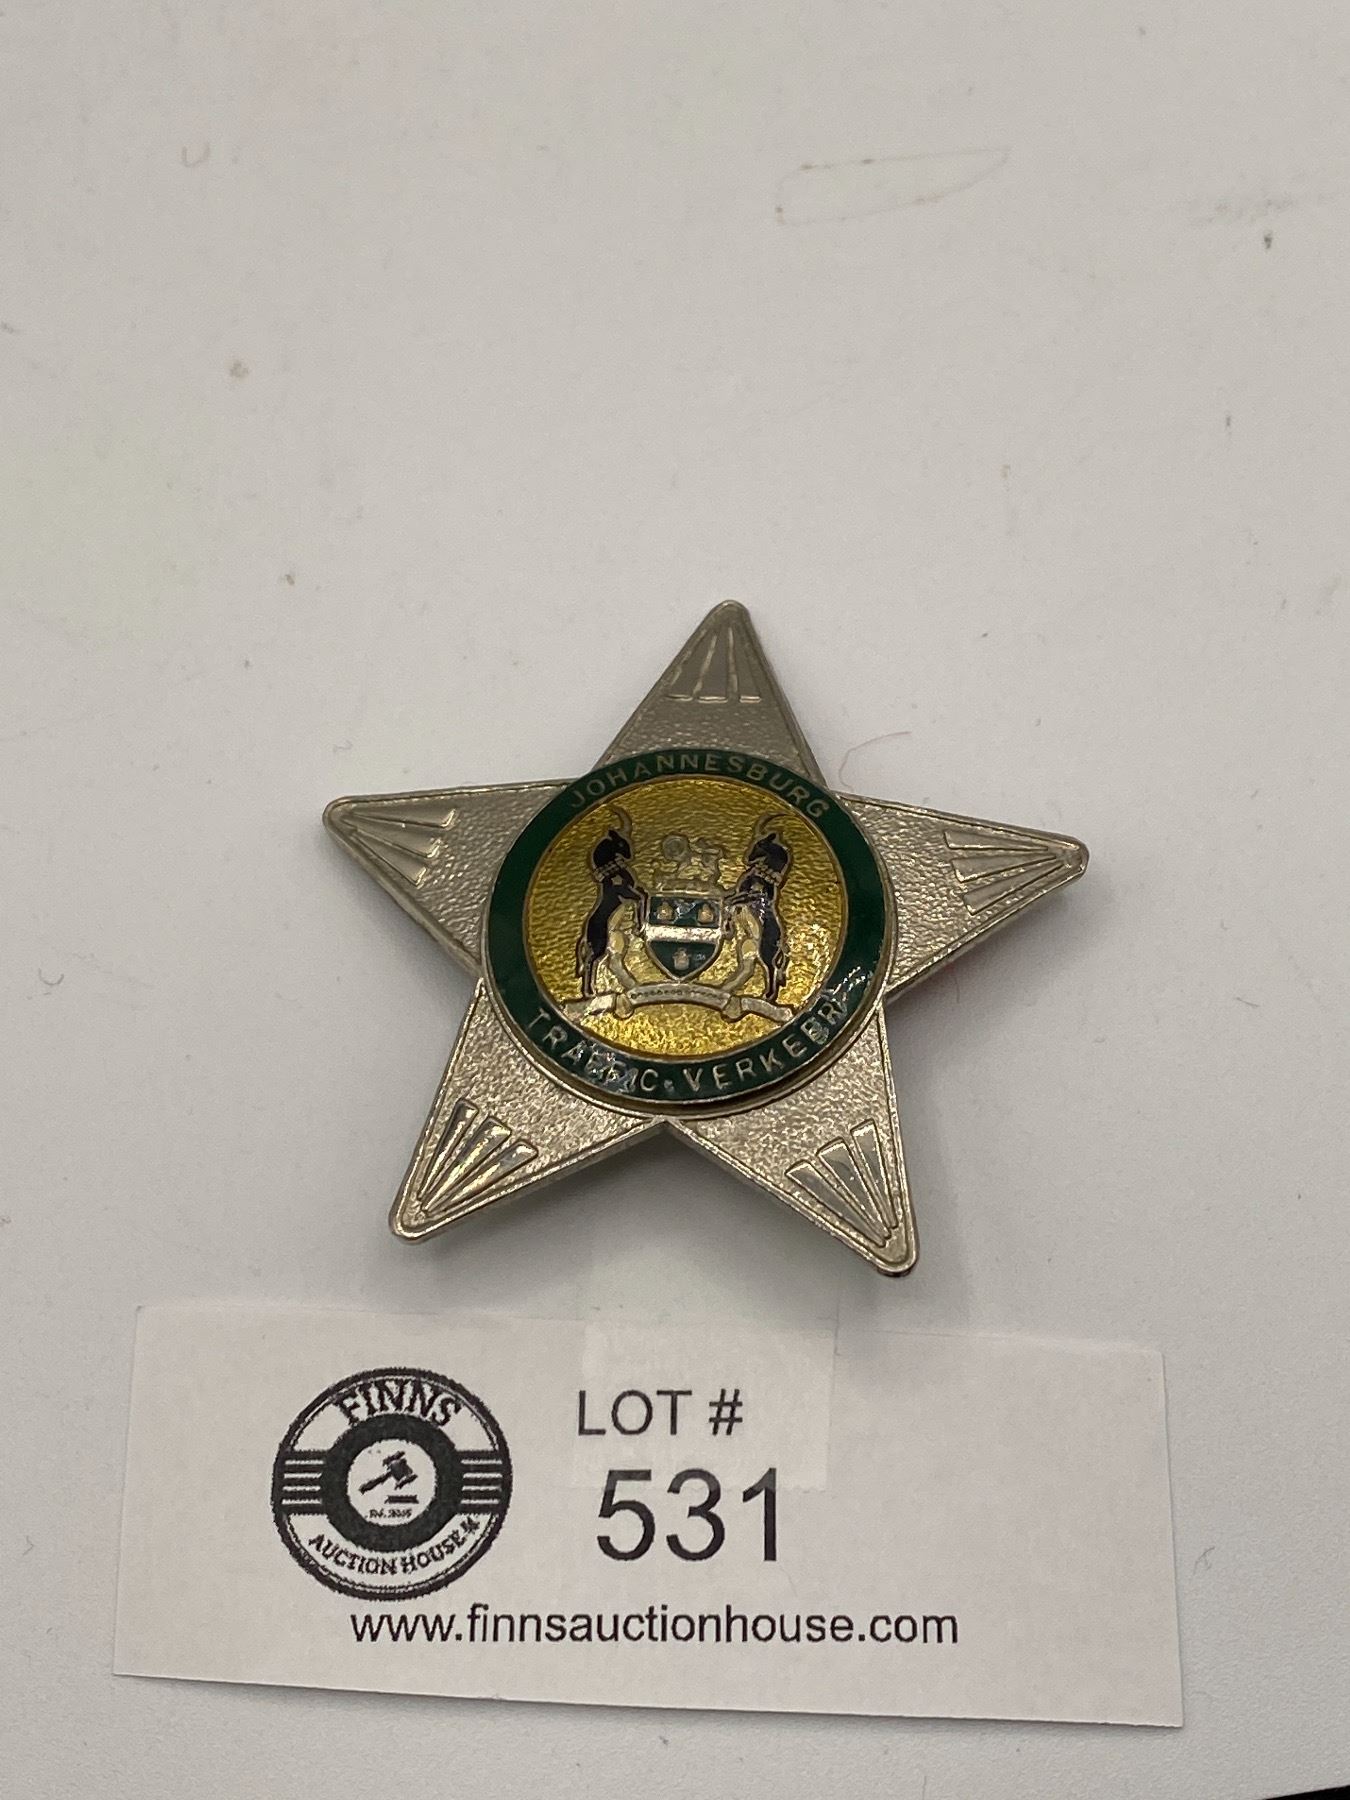 JOHANNESBURG
TRAFFIC • VERKEER
FINNS
AUCTION HOUSE
LOT #
531
www.finnsauctionhouse.com